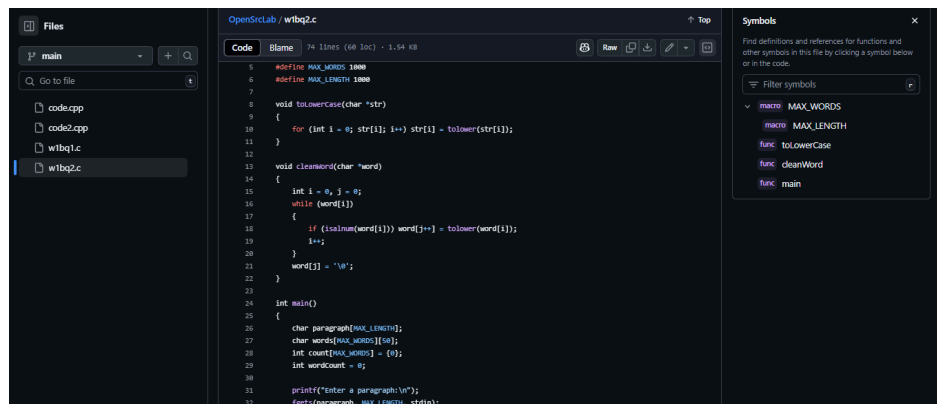 Files
main
Go to file
t
code.cpp
code2.cpp
w1bq1.c
w1bq2.c
OpenSrcLab / w1bq2.c
Top
Code Blame 74 lines (60 loc) · 1.54 KB
Raw
5 #define MAX_WORDS 1000
6 #define MAX_LENGTH 1000
7
8 void toLowerCase(char *str)
9 {
10 for (int i = 0; str[i]; i++) str[i] = tolower(str[i]);
11 }
12
13 void cleanWord(char *word)
14 {
15 int i = 0, j = 0;
16 while (word[i])
17 {
18 if (isalnum(word[i])) word[j++] = tolower(word[i]);
19 i++;
20 }
21 word[j] = '\0';
22 }
23
24 int main()
25 {
26 char paragraph[MAX_LENGTH];
27 char words[MAX_WORDS][50];
28 int count[MAX_WORDS] = {0};
29 int wordCount = 0;
30
31 printf("Enter a paragraph:\n");
32 fgets(paragraph, MAX_LENGTH, stdin);
Symbols
Find definitions and references for functions and
other symbols in this file by clicking a symbol below
or in the code.
Filter symbols
r
macro MAX_WORDS
macro MAX_LENGTH
func toLowerCase
func cleanWord
func main